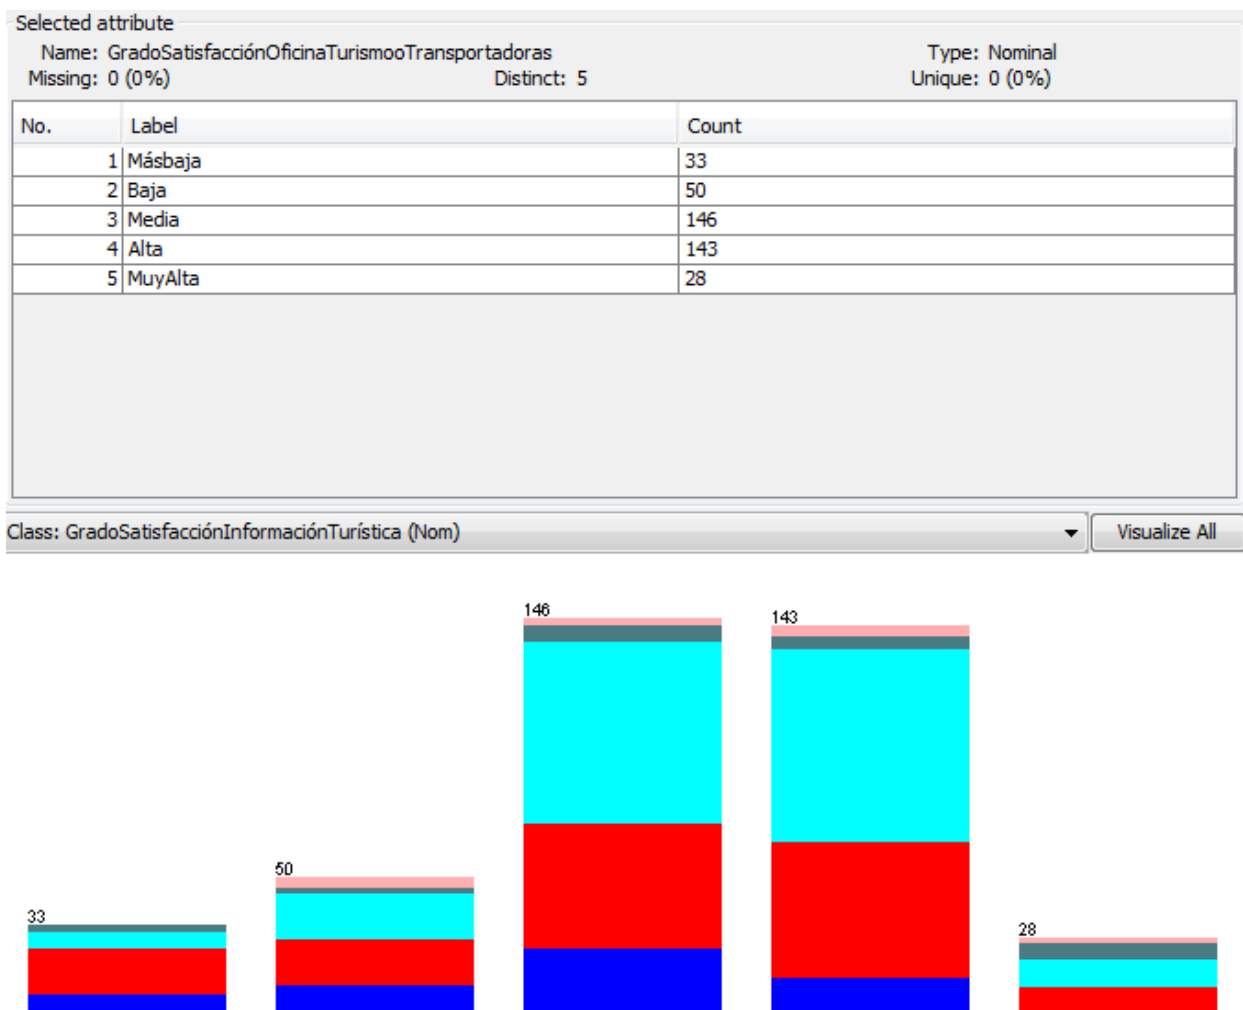 Selected attribute
Name: GradoSatisfacciónOficinaTurismooTransportadoras Type: Nominal
Missing: 0 (0%) Distinct: 5 Unique: 0 (0%)
No. Label Count
1 Másbaja 33
2 Baja 50
3 Media 146
4 Alta 143
5 MuyAlta 28
Class: GradoSatisfacciónInformaciónTurística (Nom) Visualize All
146
143
50
33
28